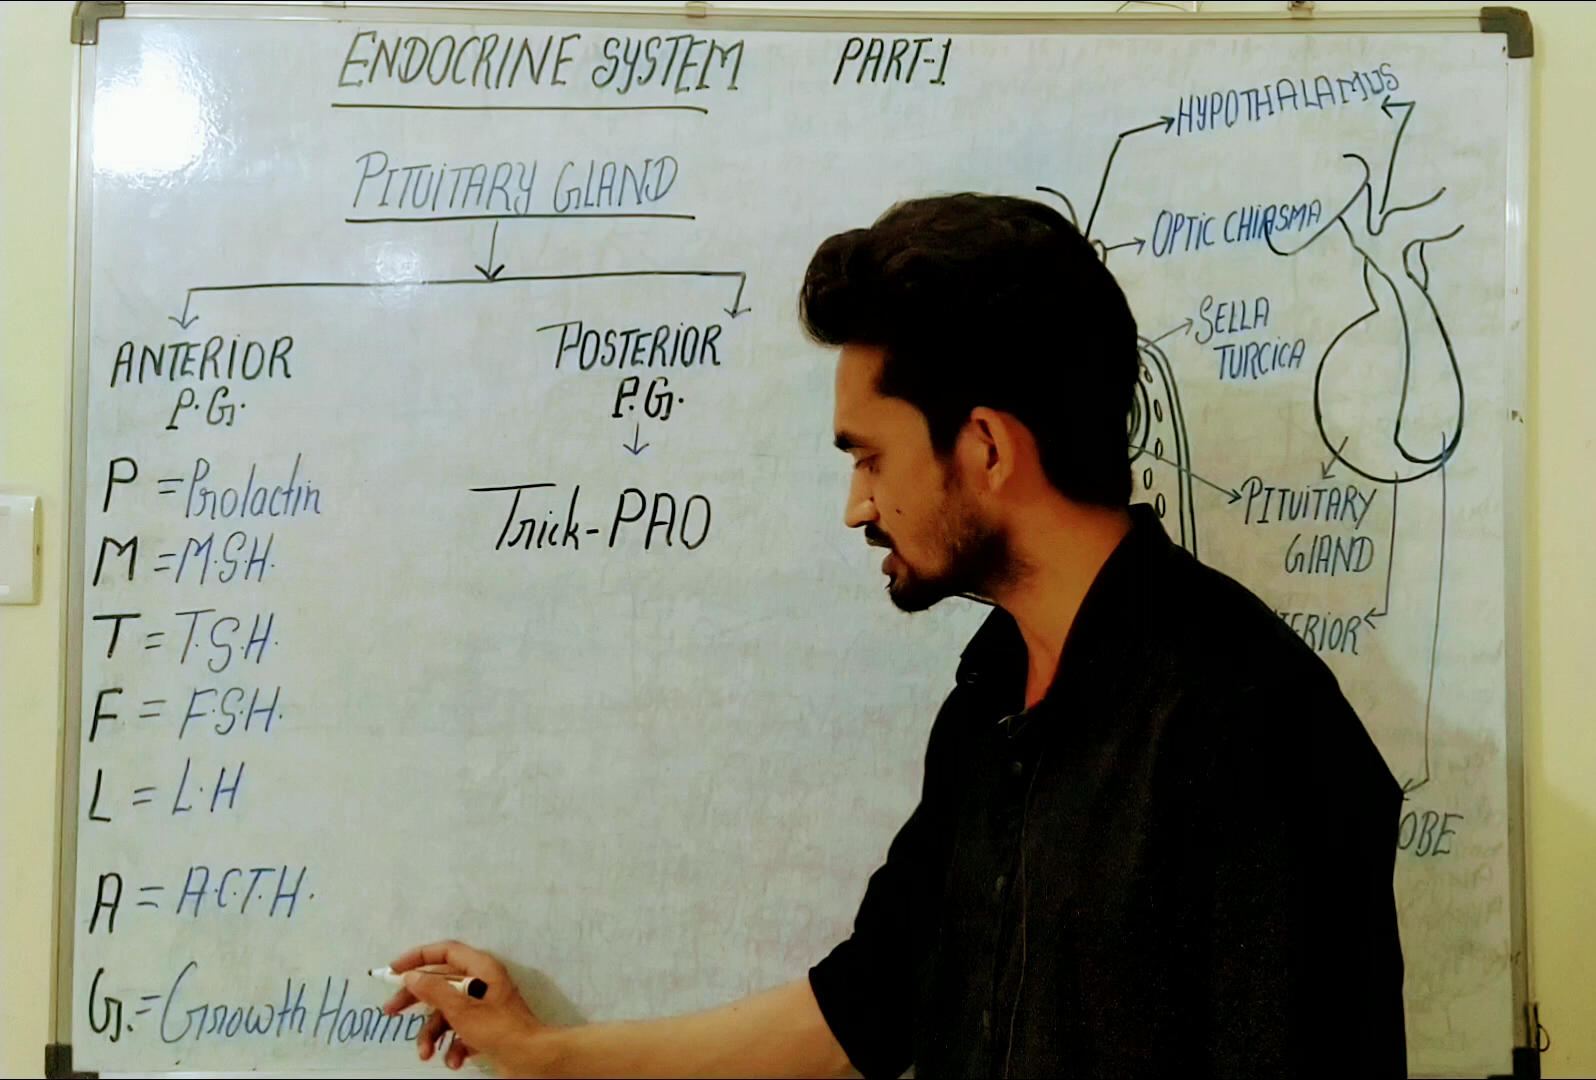 ENDOCRINE SYSTEM PART-1
PITUITARY GLAND
ANTERIOR
P.G.
P = Prolactin
M = M.S.H.
T = T.S.H.
F = F.S.H.
L = L.H
A = A.C.T.H.
G. = Growth
POSTERIOR
P.G.
Trick-PAO
HYPOTHALAMUS
OPTIC CHIASMA
SELLA
TURCICA
PITUITARY
GLAND